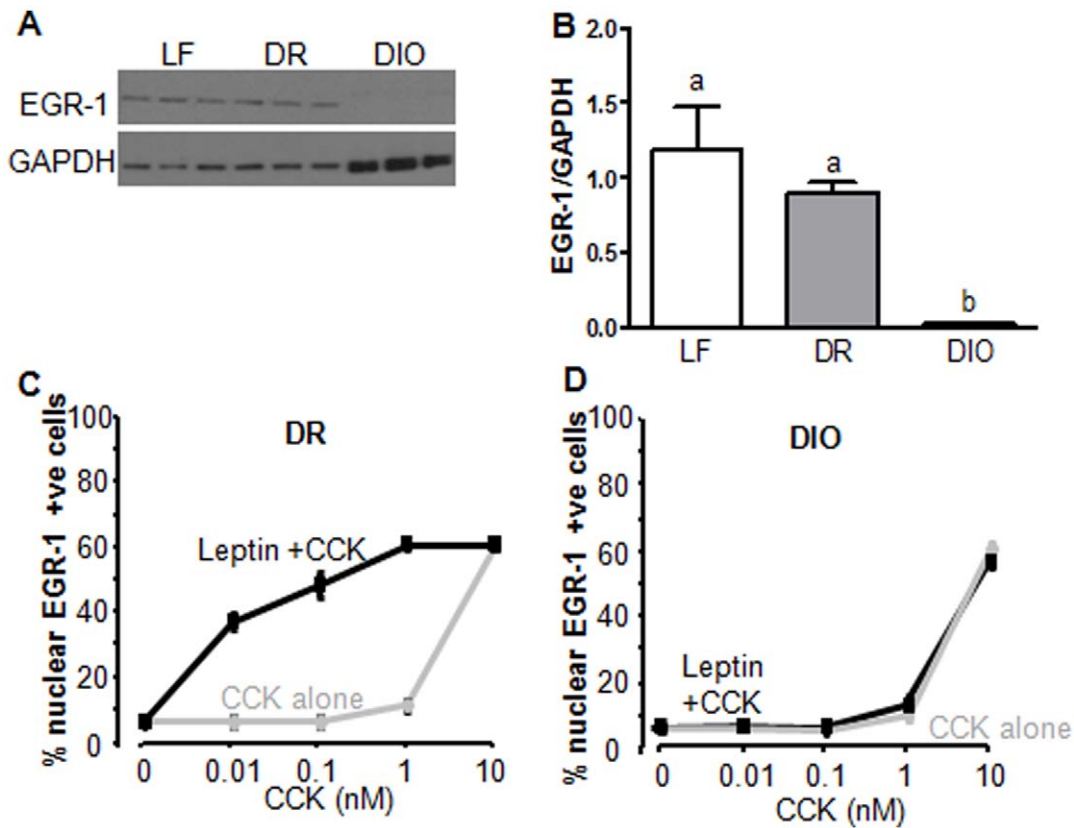 A
LF DR DIO
EGR-1
GAPDH
B
EGR-1/GAPDH
2.0
1.5
1.0
0.5
0.0
a
a
b
LF DR DIO
C
DR
% nuclear EGR-1 +ve cells
100
80
60
40
20
0
Leptin +CCK
CCK alone
0 0.01 0.1 1 10
CCK (nM)
D
DIO
% nuclear EGR-1 +ve cells
100
80
60
40
20
0
Leptin
+CCK
CCK alone
0 0.01 0.1 1 10
CCK (nM)